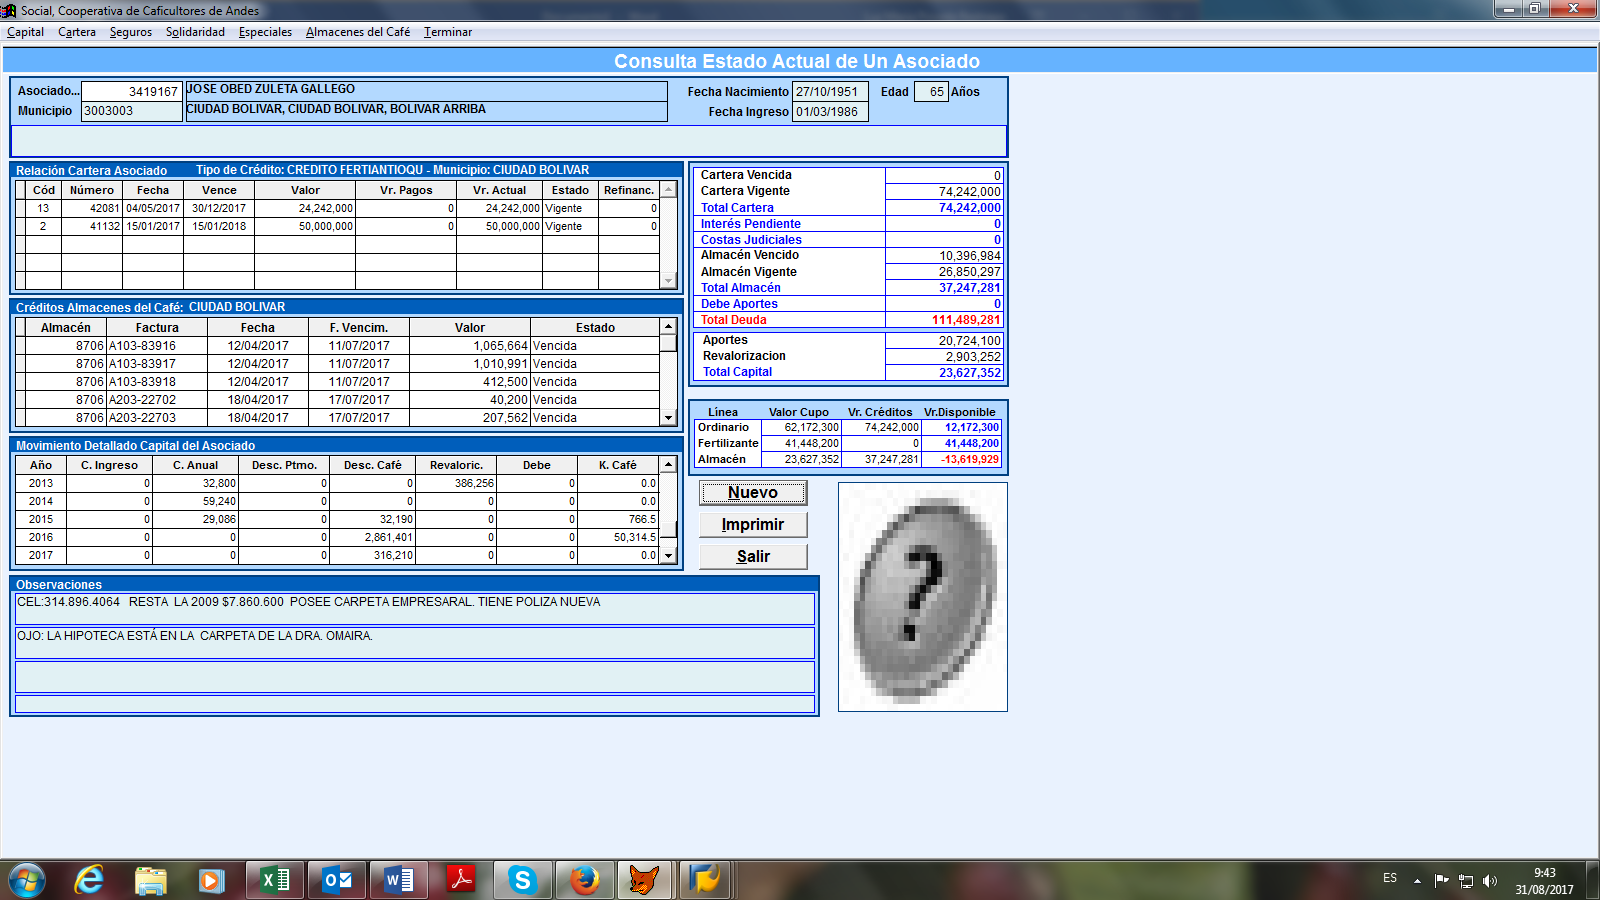 Social, Cooperativa de Caficultores de Andes
Capital Cartera Seguros Solidaridad Especiales Almacenes del Café Terminar
Consulta Estado Actual de Un Asociado
Asociado... 3419167 JOSE OBED ZULETA GALLEGO Fecha Nacimiento 27/10/1951 Edad 65 Años
Municipio 3003003 CIUDAD BOLIVAR, CIUDAD BOLIVAR, BOLIVAR ARRIBA Fecha Ingreso 01/03/1986
Relación Cartera Asociado Tipo de Crédito: CREDITO FERTIANTIOQU - Municipio: CIUDAD BOLIVAR
Cód Número Fecha Vence Valor Vr. Pagos Vr. Actual Estado Refinanc.
13 42081 04/05/2017 30/12/2017 24,242,000 0 24,242,000 Vigente 0
2 41132 15/01/2017 15/01/2018 50,000,000 0 50,000,000 Vigente 0
Cartera Vencida 0
Cartera Vigente 74,242,000
Total Cartera 74,242,000
Interés Pendiente 0
Costas Judiciales 0
Almacén Vencido 10,396,984
Almacén Vigente 26,850,297
Total Almacén 37,247,281
Debe Aportes 0
Total Deuda 111,489,281
Aportes 20,724,100
Revalorizacion 2,903,252
Total Capital 23,627,352
Créditos Almacenes del Café: CIUDAD BOLIVAR
Almacén Factura Fecha F. Vencim. Valor Estado
8706 A103-83916 12/04/2017 11/07/2017 1,065,664 Vencida
8706 A103-83917 12/04/2017 11/07/2017 1,010,991 Vencida
8706 A103-83918 12/04/2017 11/07/2017 412,500 Vencida
8706 A203-22702 18/04/2017 17/07/2017 40,200 Vencida
8706 A203-22703 18/04/2017 17/07/2017 207,562 Vencida
Línea Valor Cupo Vr. Créditos Vr.Disponible
Ordinario 62,172,300 74,242,000 12,172,300
Fertilizante 41,448,200 0 41,448,200
Almacén 23,627,352 37,247,281 -13,619,929
Movimiento Detallado Capital del Asociado
Año C. Ingreso C. Anual Desc. Ptmo. Desc. Café Revaloric. Debe K. Café
2013 0 32,800 0 0 386,256 0 0.0
2014 0 59,240 0 0 0 0 0.0
2015 0 29,086 0 32,190 0 0 766.5
2016 0 0 0 2,861,401 0 0 50,314.5
2017 0 0 0 316,210 0 0 0.0
Nuevo
Imprimir
Salir
?
Observaciones
CEL:314.896.4064 RESTA LA 2009 $7.860.600 POSEE CARPETA EMPRESARAL. TIENE POLIZA NUEVA
OJO: LA HIPOTECA ESTÁ EN LA CARPETA DE LA DRA. OMAIRA.
ES
9:43
31/08/2017